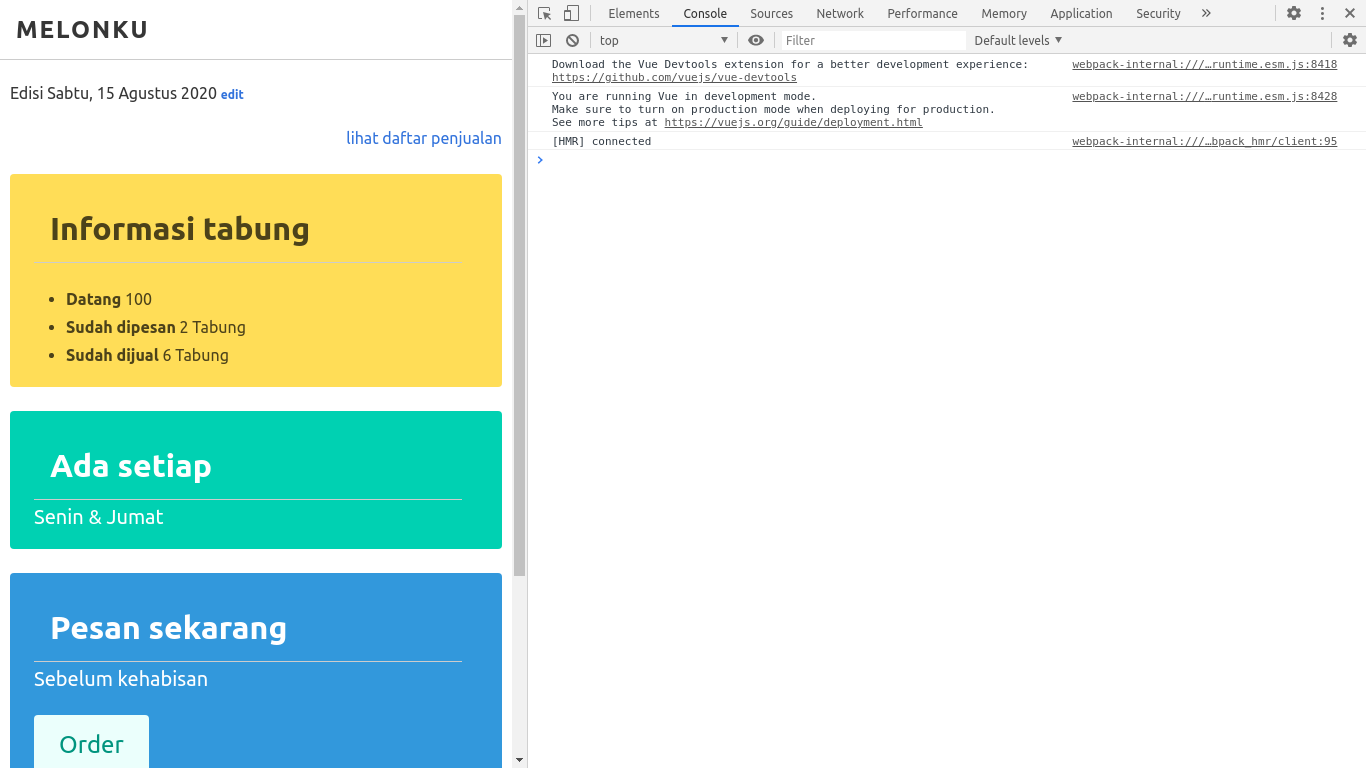 MELONKU
Edisi Sabtu, 15 Agustus 2020 edit
lihat daftar penjualan
Informasi tabung
Datang 100
Sudah dipesan 2 Tabung
Sudah dijual 6 Tabung
Ada setiap
Senin & Jumat
Pesan sekarang
Sebelum kehabisan
Order
Elements Console Sources Network Performance Memory Application Security »
top Filter Default levels
Download the Vue Devtools extension for a better development experience: webpack-internal:///…runtime.esm.js:8418
https://github.com/vuejs/vue-devtools
You are running Vue in development mode. webpack-internal:///…runtime.esm.js:8428
Make sure to turn on production mode when deploying for production.
See more tips at https://vuejs.org/guide/deployment.html
[HMR] connected webpack-internal:///…bpack_hmr/client:95